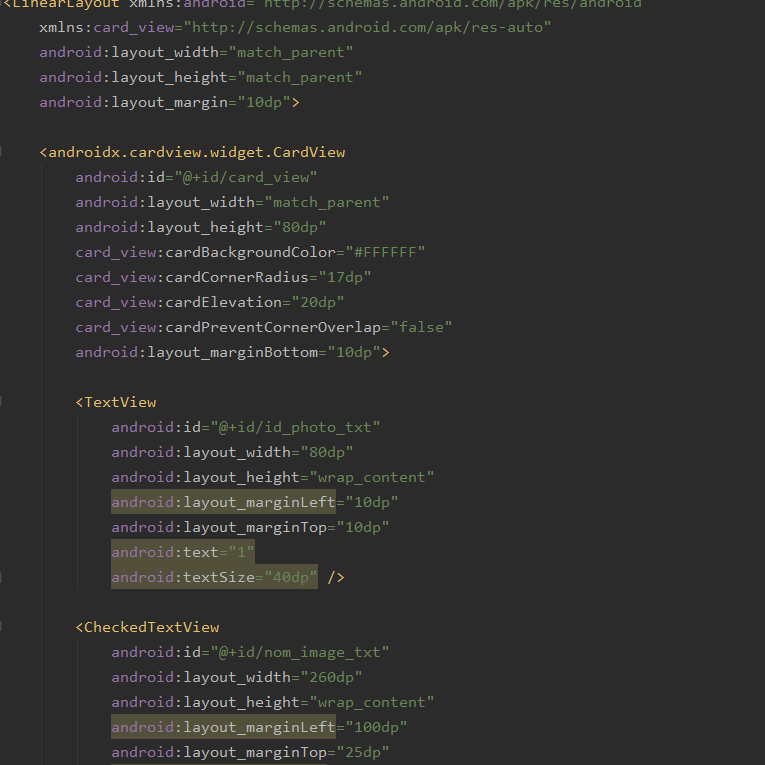 <LinearLayout xmlns:android="http://schemas.android.com/apk/res/android
xmlns:card_view="http://schemas.android.com/apk/res-auto"
android:layout_width="match_parent"
android:layout_height="match_parent"
android:layout_margin="10dp">
<androidx.cardview.widget.CardView
android:id="@+id/card_view"
android:layout_width="match_parent"
android:layout_height="80dp"
card_view:cardBackgroundColor="#FFFFFF"
card_view:cardCornerRadius="17dp"
card_view:cardElevation="20dp"
card_view:cardPreventCornerOverlap="false"
android:layout_marginBottom="10dp">
<TextView
android:id="@+id/id_photo_txt"
android:layout_width="80dp"
android:layout_height="wrap_content"
android:layout_marginLeft="10dp"
android:layout_marginTop="10dp"
android:text="1"
android:textSize="40dp" />
<CheckedTextView
android:id="@+id/nom_image_txt"
android:layout_width="260dp"
android:layout_height="wrap_content"
android:layout_marginLeft="100dp"
android:layout_marginTop="25dp"